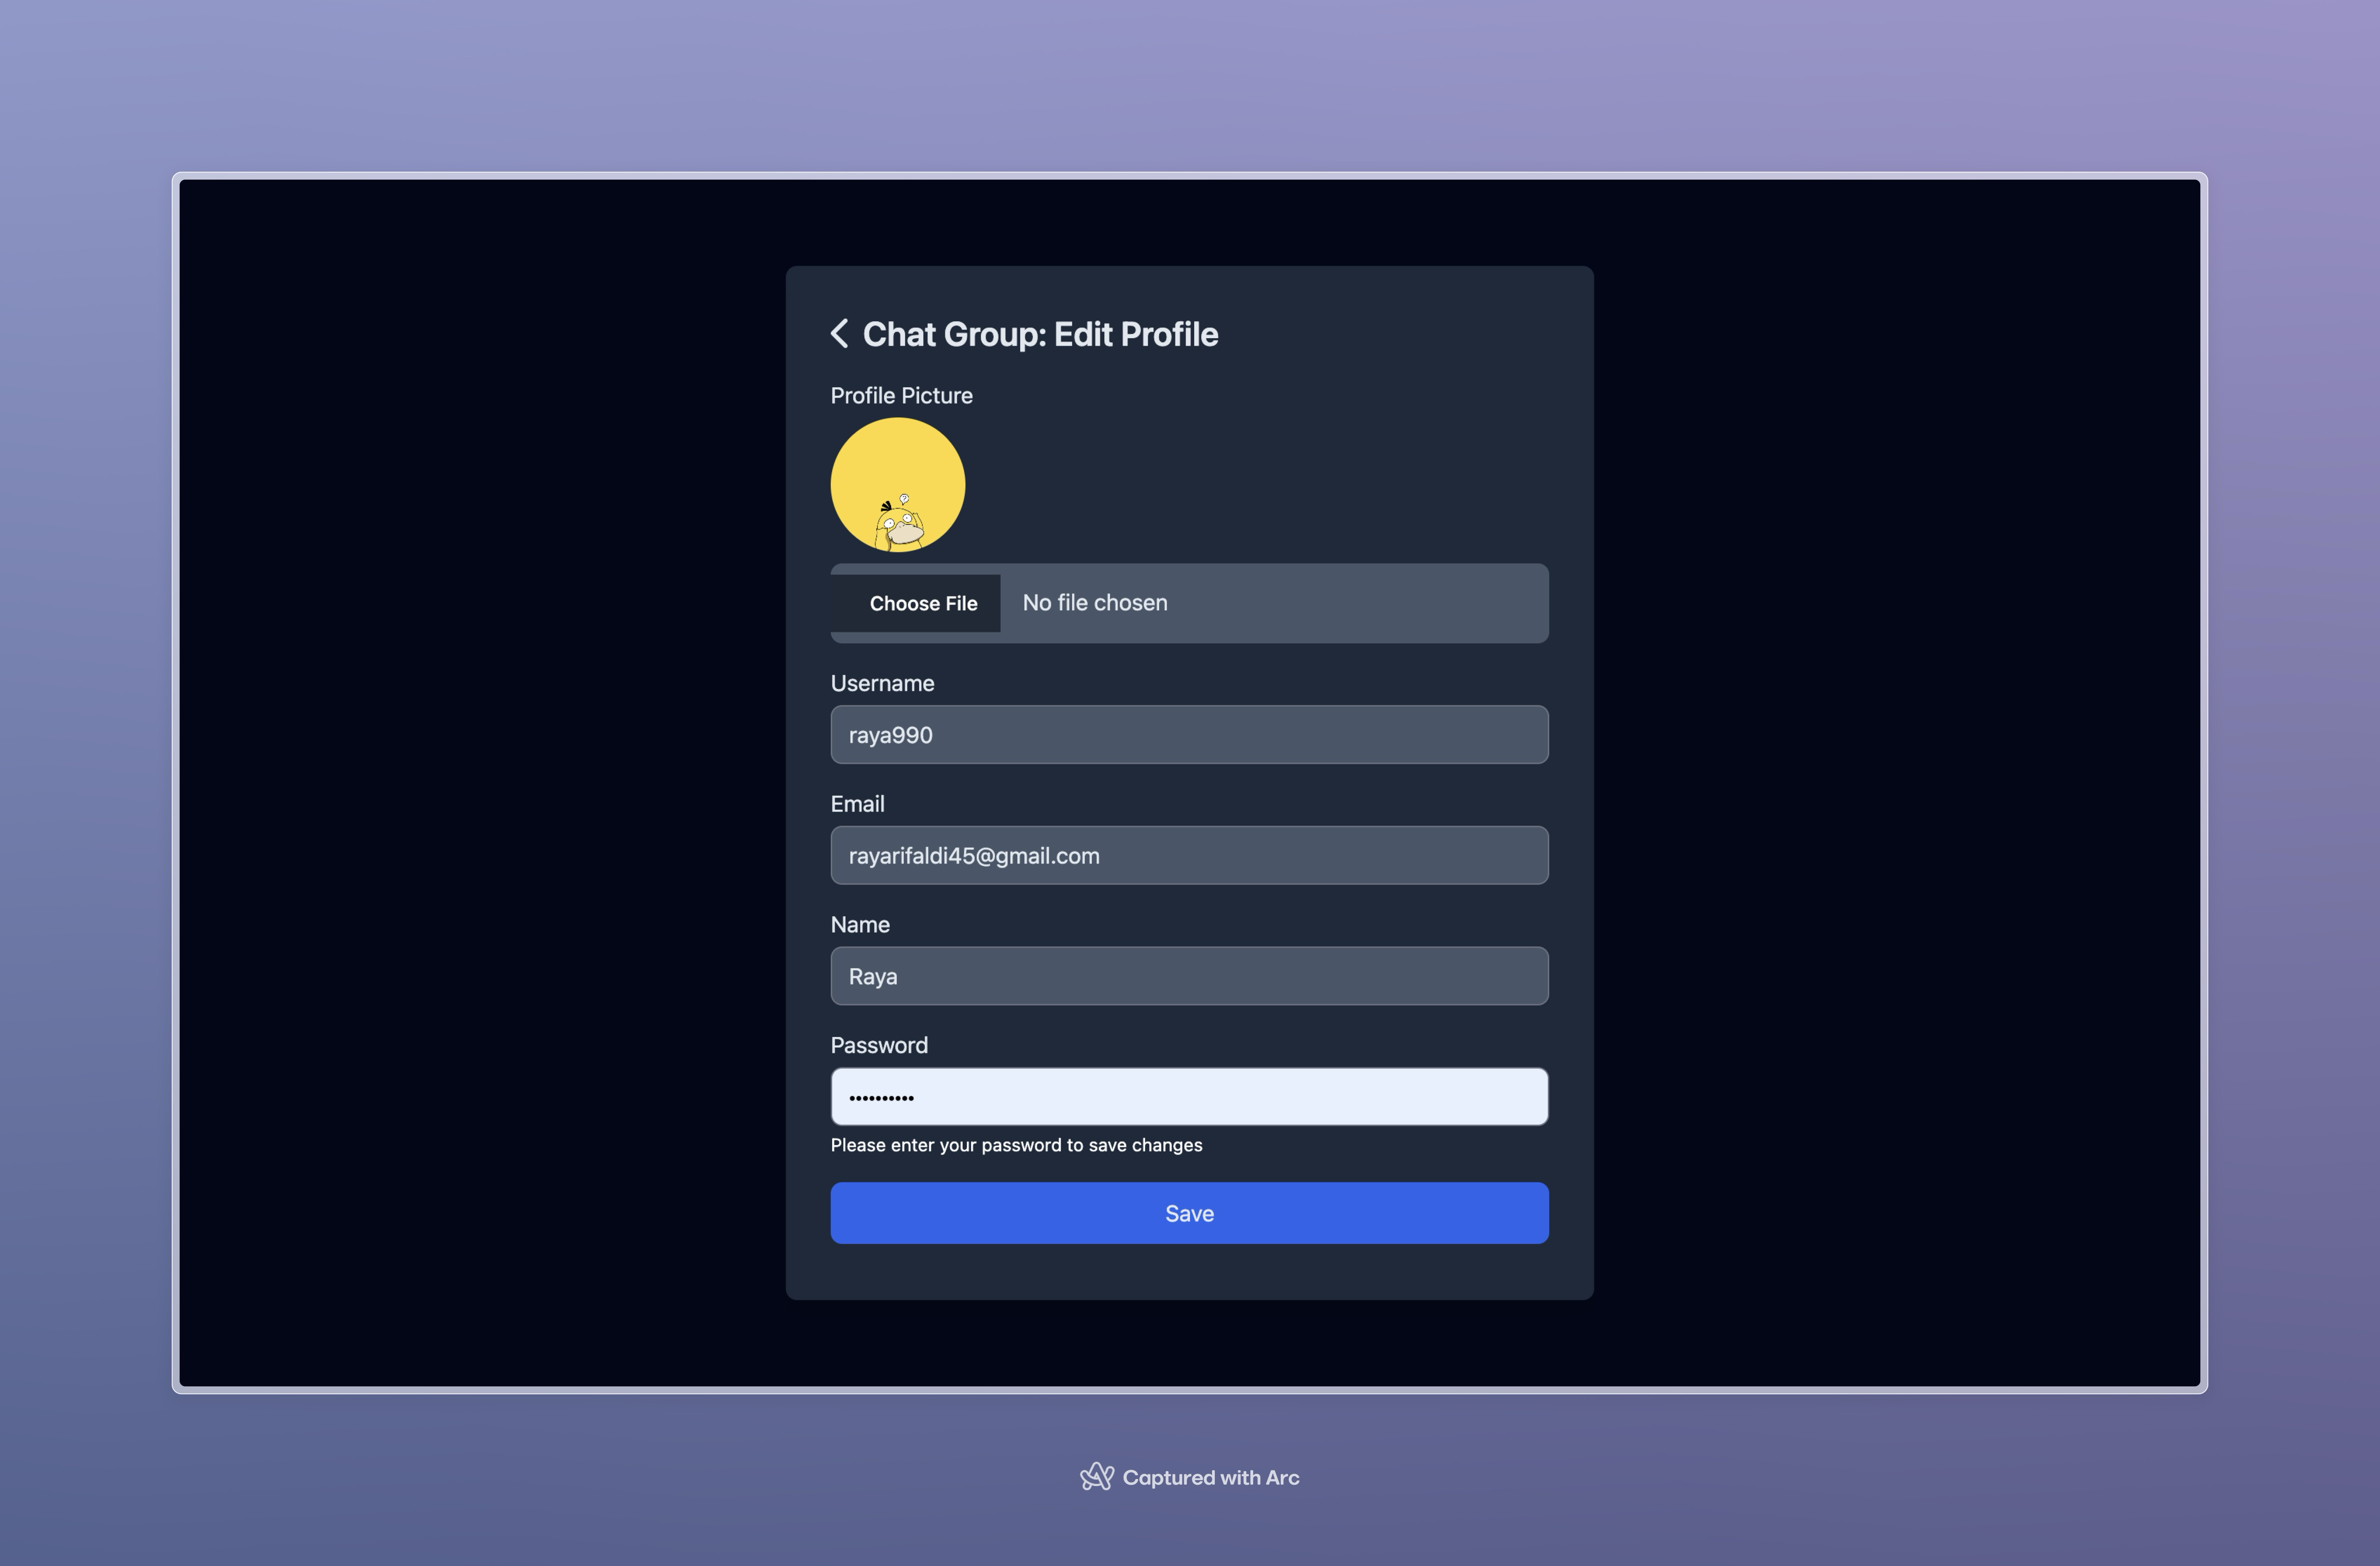 Chat Group: Edit Profile
Profile Picture
?
Choose File No file chosen
Username
raya990
Email
rayarifaldi45@gmail.com
Name
Raya
Password
••••••••••
Please enter your password to save changes
Save
Captured with Arc